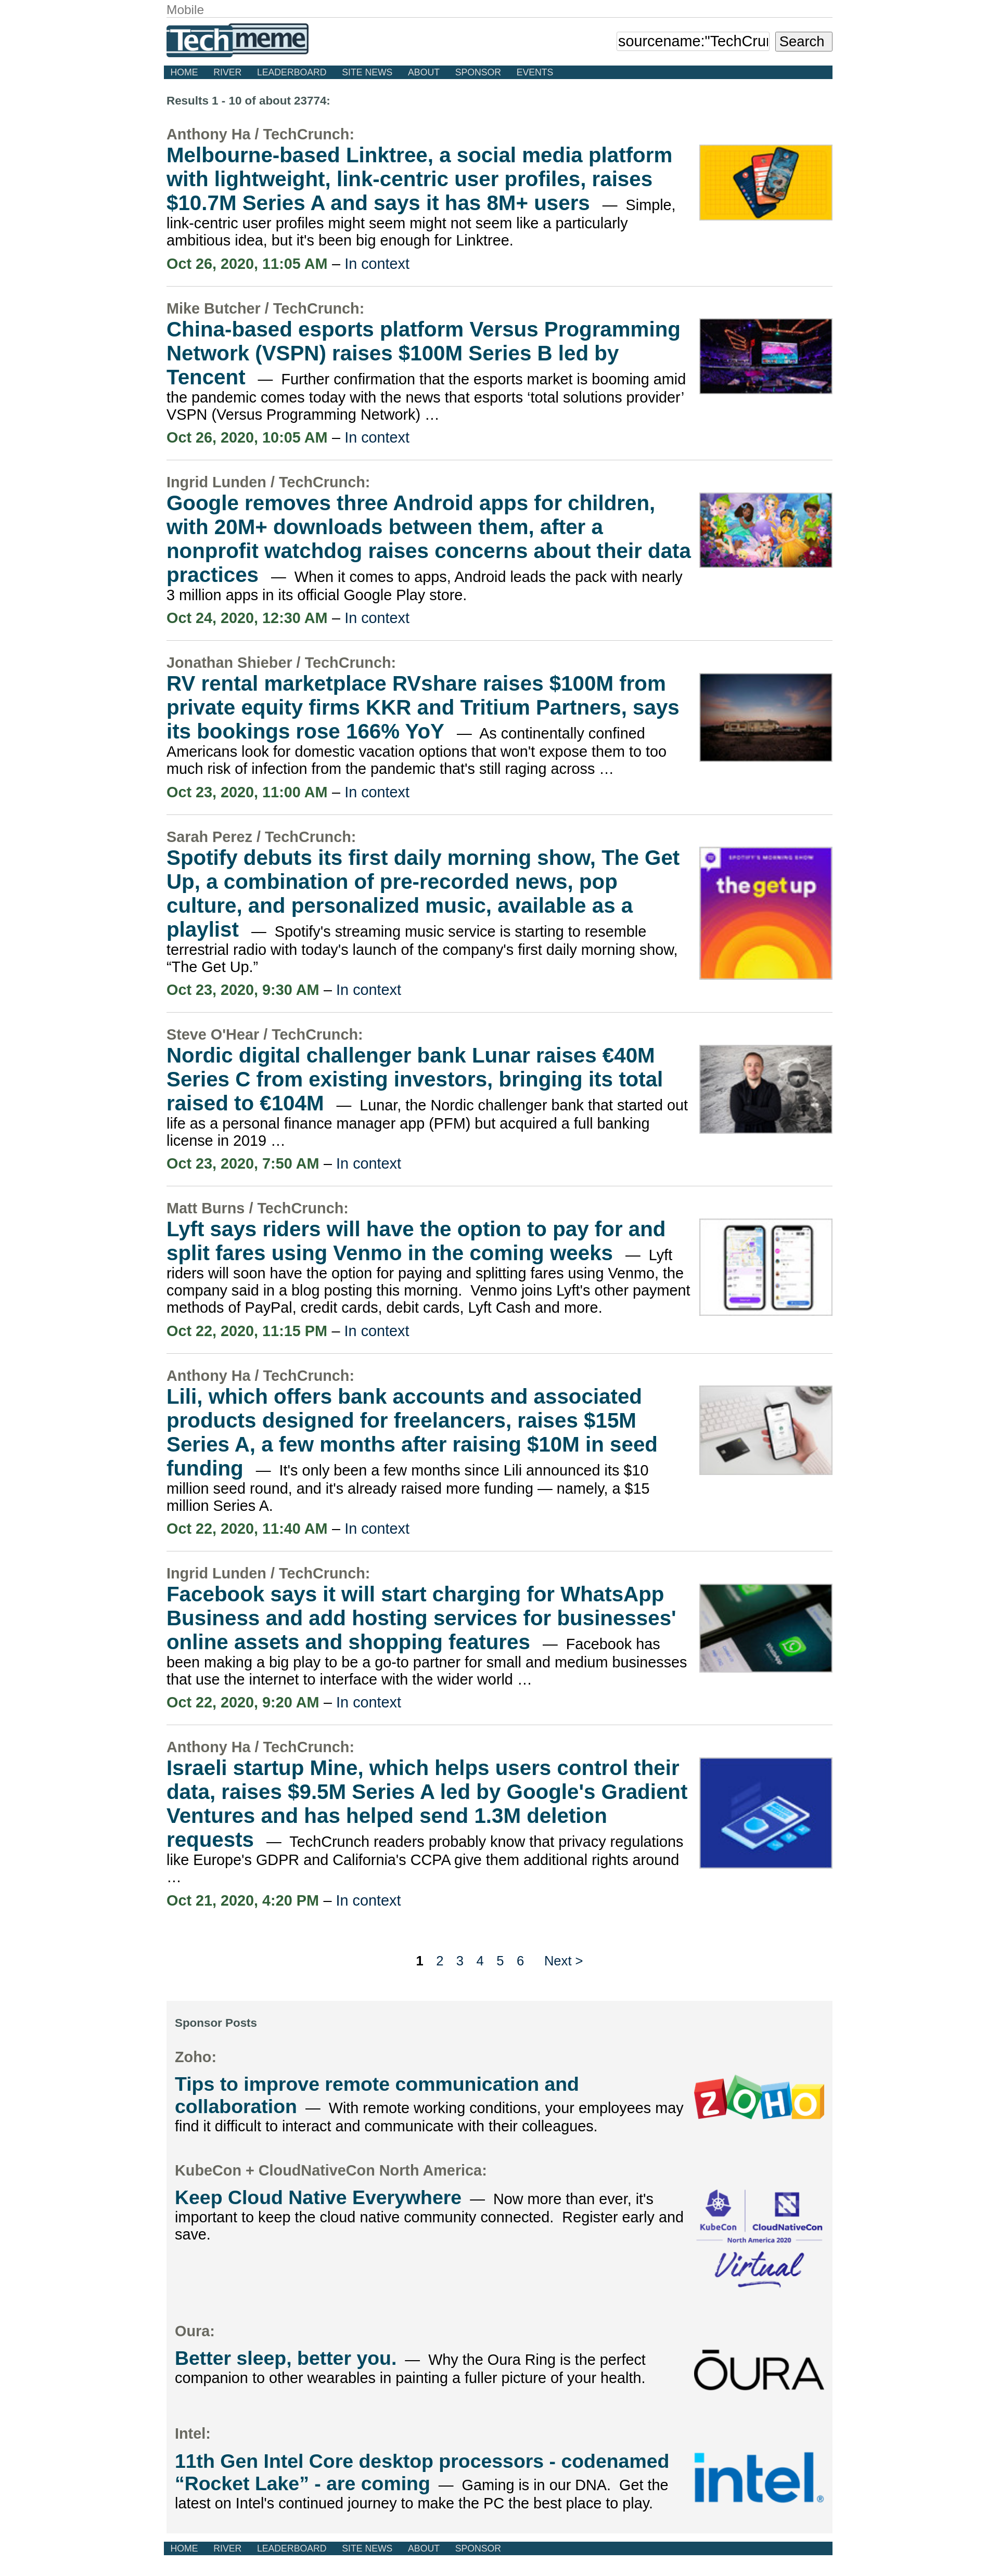 Mobile
Techmeme
sourcename:"TechCru
Search
HOME RIVER LEADERBOARD SITE NEWS ABOUT SPONSOR EVENTS
Results 1 - 10 of about 23774:
Anthony Ha / TechCrunch:
Melbourne-based Linktree, a social media platform
with lightweight, link-centric user profiles, raises
$10.7M Series A and says it has 8M+ users — Simple,
link-centric user profiles might seem might not seem like a particularly
ambitious idea, but it's been big enough for Linktree.
Oct 26, 2020, 11:05 AM – In context
Mike Butcher / TechCrunch:
China-based esports platform Versus Programming
Network (VSPN) raises $100M Series B led by
Tencent — Further confirmation that the esports market is booming amid
the pandemic comes today with the news that esports ‘total solutions provider’
VSPN (Versus Programming Network) …
Oct 26, 2020, 10:05 AM – In context
Ingrid Lunden / TechCrunch:
Google removes three Android apps for children,
with 20M+ downloads between them, after a
nonprofit watchdog raises concerns about their data
practices — When it comes to apps, Android leads the pack with nearly
3 million apps in its official Google Play store.
Oct 24, 2020, 12:30 AM – In context
Jonathan Shieber / TechCrunch:
RV rental marketplace RVshare raises $100M from
private equity firms KKR and Tritium Partners, says
its bookings rose 166% YoY — As continentally confined
Americans look for domestic vacation options that won't expose them to too
much risk of infection from the pandemic that's still raging across …
Oct 23, 2020, 11:00 AM – In context
Sarah Perez / TechCrunch:
Spotify debuts its first daily morning show, The Get
Up, a combination of pre-recorded news, pop
culture, and personalized music, available as a
playlist — Spotify's streaming music service is starting to resemble
terrestrial radio with today's launch of the company's first daily morning show,
“The Get Up.”
Oct 23, 2020, 9:30 AM – In context
SPOTIFY'S MORNING SHOW
the get up
Steve O'Hear / TechCrunch:
Nordic digital challenger bank Lunar raises €40M
Series C from existing investors, bringing its total
raised to €104M — Lunar, the Nordic challenger bank that started out
life as a personal finance manager app (PFM) but acquired a full banking
license in 2019 …
Oct 23, 2020, 7:50 AM – In context
Matt Burns / TechCrunch:
Lyft says riders will have the option to pay for and
split fares using Venmo in the coming weeks — Lyft
riders will soon have the option for paying and splitting fares using Venmo, the
company said in a blog posting this morning. Venmo joins Lyft's other payment
methods of PayPal, credit cards, debit cards, Lyft Cash and more.
Oct 22, 2020, 11:15 PM – In context
Anthony Ha / TechCrunch:
Lili, which offers bank accounts and associated
products designed for freelancers, raises $15M
Series A, a few months after raising $10M in seed
funding — It's only been a few months since Lili announced its $10
million seed round, and it's already raised more funding — namely, a $15
million Series A.
Oct 22, 2020, 11:40 AM – In context
Ingrid Lunden / TechCrunch:
Facebook says it will start charging for WhatsApp
Business and add hosting services for businesses'
online assets and shopping features — Facebook has
been making a big play to be a go-to partner for small and medium businesses
that use the internet to interface with the wider world …
Oct 22, 2020, 9:20 AM – In context
WhatsApp
Anthony Ha / TechCrunch:
Israeli startup Mine, which helps users control their
data, raises $9.5M Series A led by Google's Gradient
Ventures and has helped send 1.3M deletion
requests — TechCrunch readers probably know that privacy regulations
like Europe's GDPR and California's CCPA give them additional rights around
…
Oct 21, 2020, 4:20 PM – In context
1 2 3 4 5 6 Next >
Sponsor Posts
Zoho:
Tips to improve remote communication and
collaboration — With remote working conditions, your employees may
find it difficult to interact and communicate with their colleagues.
ZOHO
KubeCon + CloudNativeCon North America:
Keep Cloud Native Everywhere — Now more than ever, it's
important to keep the cloud native community connected. Register early and
save.
KubeCon CloudNativeCon
North America 2020
Virtual
Oura:
Better sleep, better you. — Why the Oura Ring is the perfect
companion to other wearables in painting a fuller picture of your health.
ŌURA
Intel:
11th Gen Intel Core desktop processors - codenamed
“Rocket Lake” - are coming — Gaming is in our DNA. Get the
latest on Intel's continued journey to make the PC the best place to play.
intel®
HOME RIVER LEADERBOARD SITE NEWS ABOUT SPONSOR